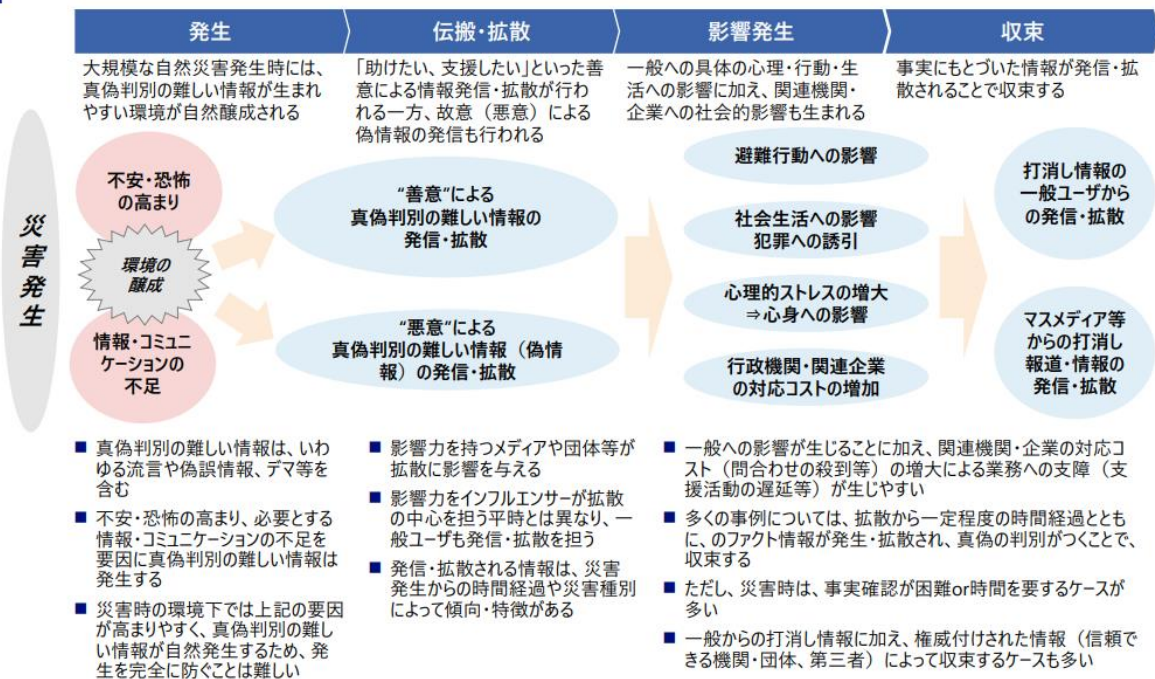 発生
伝搬・拡散
影響発生
収束
大規模な自然災害発生時には、
真偽判別の難しい情報が生まれ
やすい環境が自然醸成される
「助けたい、支援したい」といった善
意による情報発信・拡散が行わ
れる一方、故意（悪意）による
偽情報の発信も行われる
一般への具体の心理・行動・生
活への影響に加え、関連機関・
企業への社会的影響も生まれる
事実にもとづいた情報が発信・拡
散されることで収束する
災害発生
不安・恐怖
の高まり
環境の
醸成
情報・コミュニ
ケーションの
不足
“善意”による
真偽判別の難しい情報の
発信・拡散
“悪意”による
真偽判別の難しい情報（偽情
報）の発信・拡散
避難行動への影響
社会生活への影響
犯罪への誘引
心理的ストレスの増大
⇒心身への影響
行政機関・関連企業
の対応コストの増加
打消し情報の
一般ユーザから
の発信・拡散
マスメディア等
からの打消し
報道・情報の
発信・拡散
■ 真偽判別の難しい情報は、いわ
ゆる流言や偽誤情報、デマ等を
含む
■ 不安・恐怖の高まり、必要とする
情報・コミュニケーションの不足を
要因に真偽判別の難しい情報は
発生する
■ 災害時の環境下では上記の要因
が高まりやすく、真偽判別の難し
い情報が自然発生するため、発
生を完全に防ぐことは難しい
■ 影響力を持つメディアや団体等が
拡散に影響を与える
■ 影響力をインフルエンサーが拡散
の中心を担う平時とは異なり、一
般ユーザも発信・拡散を担う
■ 発信・拡散される情報は、災害
発生からの時間経過や災害種別
によって傾向・特徴がある
■ 一般への影響が生じることに加え、関連機関・企業の対応コ
スト（問合わせの殺到等）の増大による業務への支障（支
援活動の遅延等）が生じやすい
■ 多くの事例については、拡散から一定程度の時間経過ととも
に、のファクト情報が発生・拡散され、真偽の判別がつくことで、
収束する
■ ただし、災害時は、事実確認が困難or時間を要するケースが
多い
■ 一般からの打消し情報に加え、権威付けされた情報（信頼で
きる機関・団体、第三者）によって収束するケースも多い